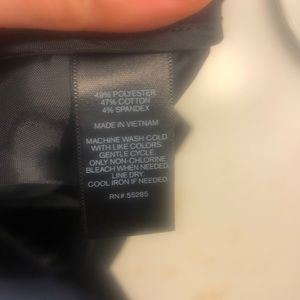 49% POLYESTER
47% COTTON
4% SPANDEX
MADE IN VIETNAM
MACHINE WASH COLD
WITH LIKE COLORS.
GENTLE CYCLE.
ONLY NON-CHLORINE
BLEACH WHEN NEEDED.
LINE DRY.
COOL IRON IF NEEDED.
RN# 55285